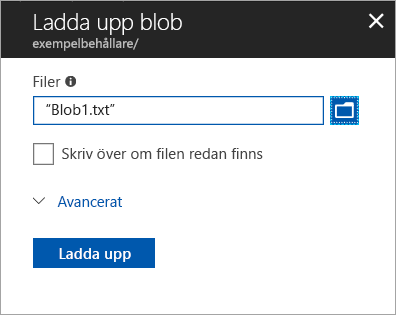 Ladda upp blob
exempelbehållare/
Filer
“Blob1.txt”
Skriv över om filen redan finns
Avancerat
Ladda upp